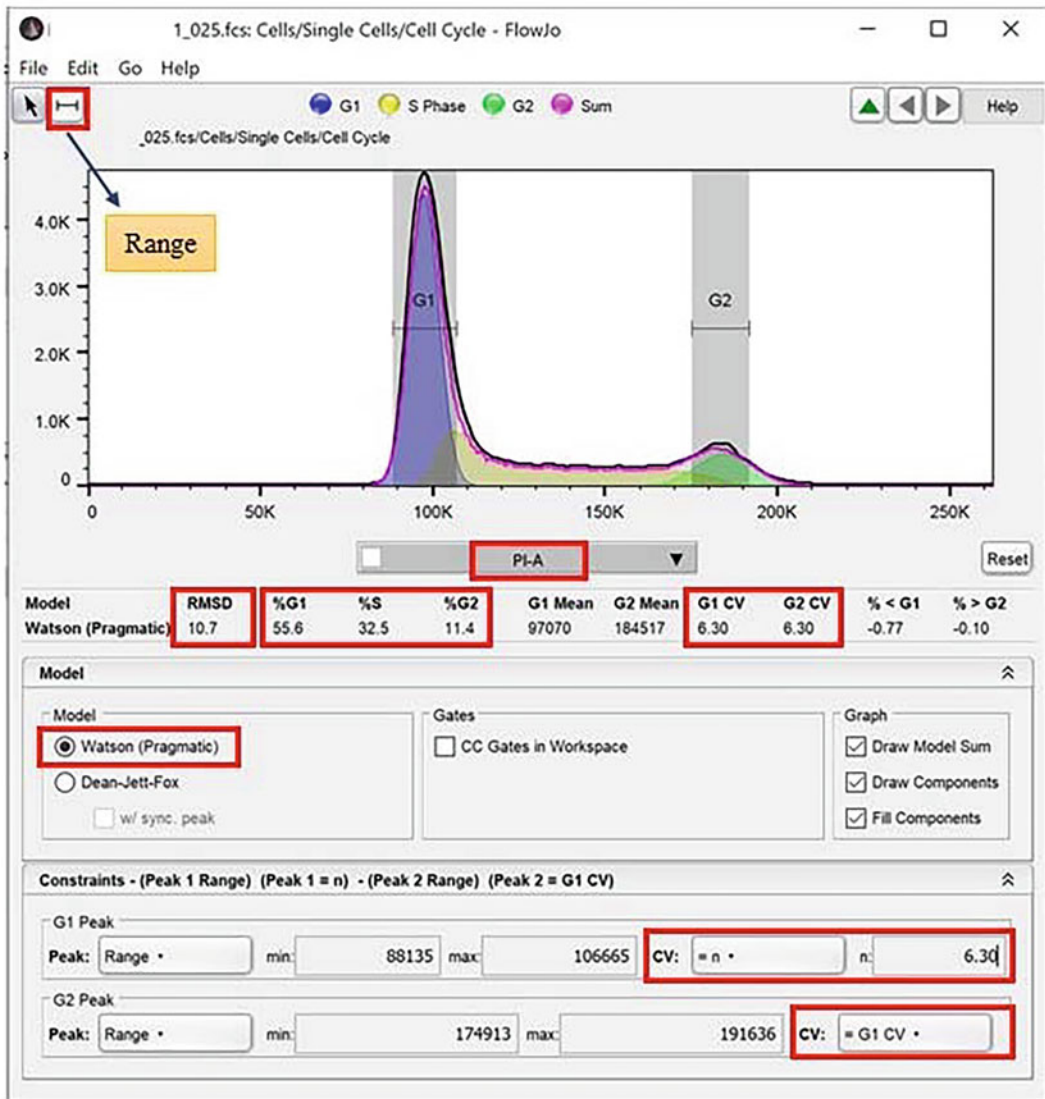 1_025.fcs: Cells/Single Cells/Cell Cycle - FlowJo
File Edit Go Help
G1 S Phase G2 Sum Help
_025.fcs/Cells/Single Cells/Cell Cycle
Range
4.0K
3.0K
2.0K
1.0K
0
G1 G2
0 50K 100K 150K 200K 250K
PI-A Reset
Model RMSD %G1 %S %G2 G1 Mean G2 Mean G1 CV G2 CV % < G1 % > G2
Watson (Pragmatic) 10.7 55.6 32.5 11.4 97070 184517 6.30 6.30 -0.77 -0.10
Model
Model Gates Graph
Watson (Pragmatic) CC Gates in Workspace Draw Model Sum
Dean-Jett-Fox Draw Components
w/ sync. peak Fill Components
Constraints - (Peak 1 Range) (Peak 1 = n) - (Peak 2 Range) (Peak 2 = G1 CV)
G1 Peak
Peak: Range min: 88135 max: 106665 CV: = n n: 6.30
G2 Peak
Peak: Range min: 174913 max: 191636 CV: = G1 CV